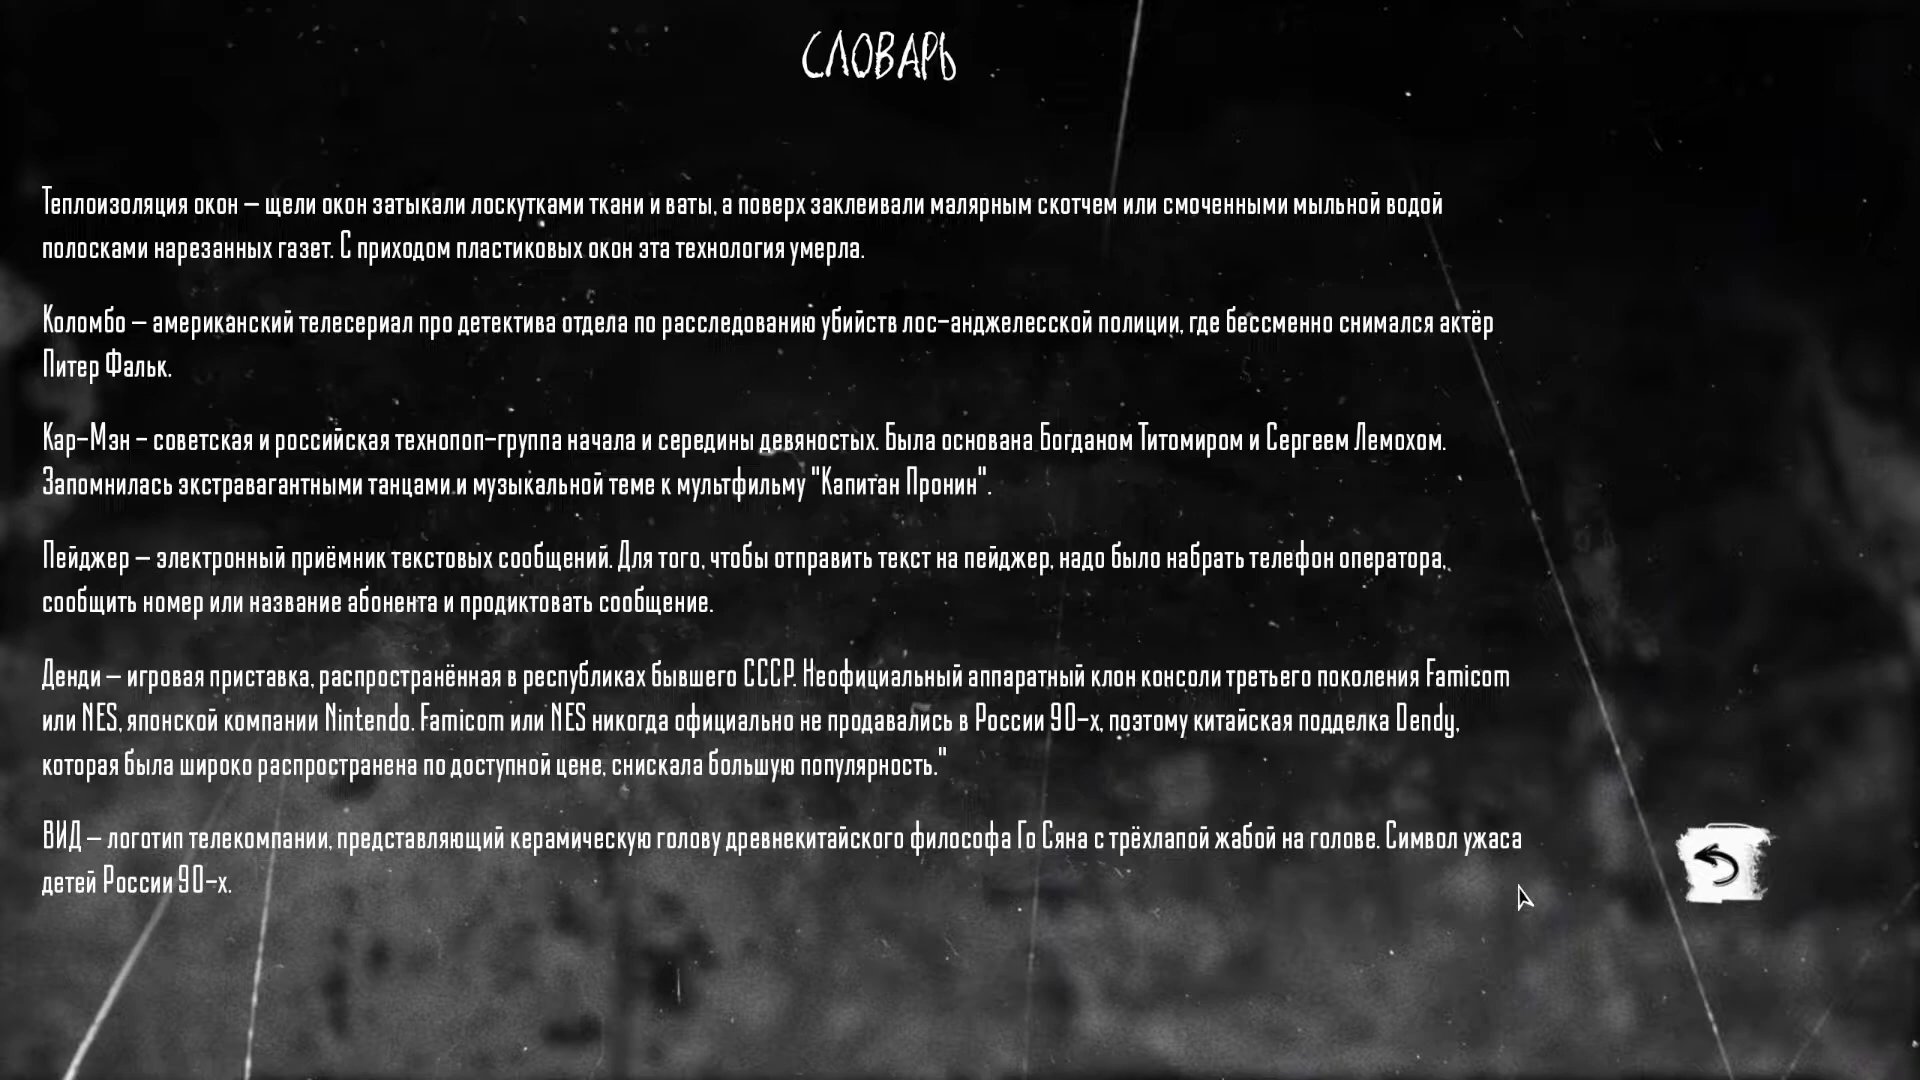 СЛОВАРЬ
Теплоизоляция окон – щели окон затыкали лоскутками ткани и ваты, а поверх заклеивали малярным скотчем или смоченными мыльной водой
полосками нарезанных газет. С приходом пластиковых окон эта технология умерла.
Коломбо – американский телесериал про детектива отдела по расследованию убийств лос-анджелесской полиции, где бессменно снимался актёр
Питер Фальк.
Кар-Мэн - советская и российская технопоп-группа начала и середины девяностых. Была основана Богданом Титомиром и Сергеем Лемохом.
Запомнилась экстравагантными танцами и музыкальной теме к мультфильму "Капитан Пронин".
Пейджер – электронный приёмник текстовых сообщений. Для того, чтобы отправить текст на пейджер, надо было набрать телефон оператора,
сообщить номер или название абонента и продиктовать сообщение.
Денди – игровая приставка, распространённая в республиках бывшего СССР. Неофициальный аппаратный клон консоли третьего поколения Famicom
или NES, японской компании Nintendo. Famicom или NES никогда официально не продавались в России 90-х, поэтому китайская подделка Dendy,
которая была широко распространена по доступной цене, снискала большую популярность."
ВИД – логотип телекомпании, представляющий керамическую голову древнекитайского философа Го Сяна с трёхлапой жабой на голове. Символ ужаса
детей России 90-х.